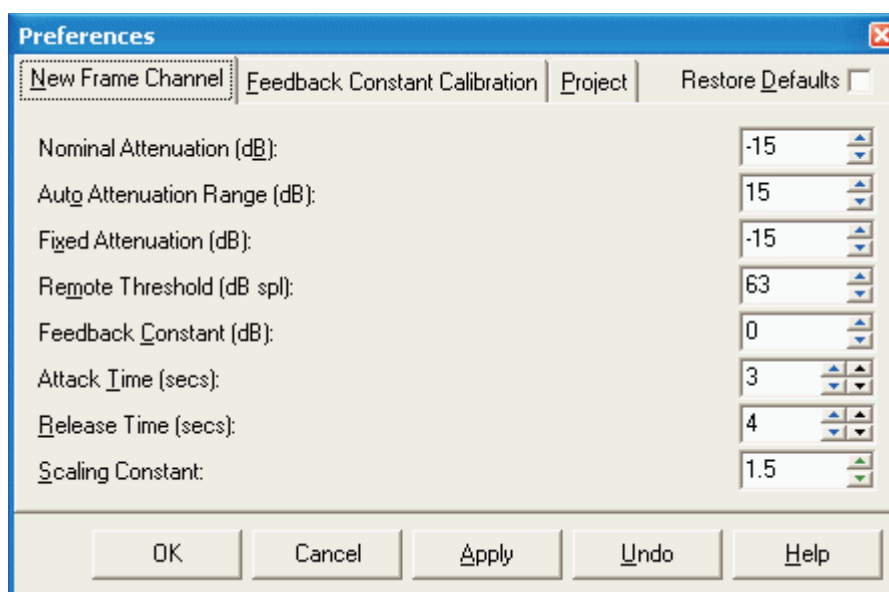 Preferences
New Frame Channel Feedback Constant Calibration Project Restore Defaults
Nominal Attenuation (dB): -15
Auto Attenuation Range (dB): 15
Fixed Attenuation (dB): -15
Remote Threshold (dB spl): 63
Feedback Constant (dB): 0
Attack Time (secs): 3
Release Time (secs): 4
Scaling Constant: 1.5
OK Cancel Apply Undo Help